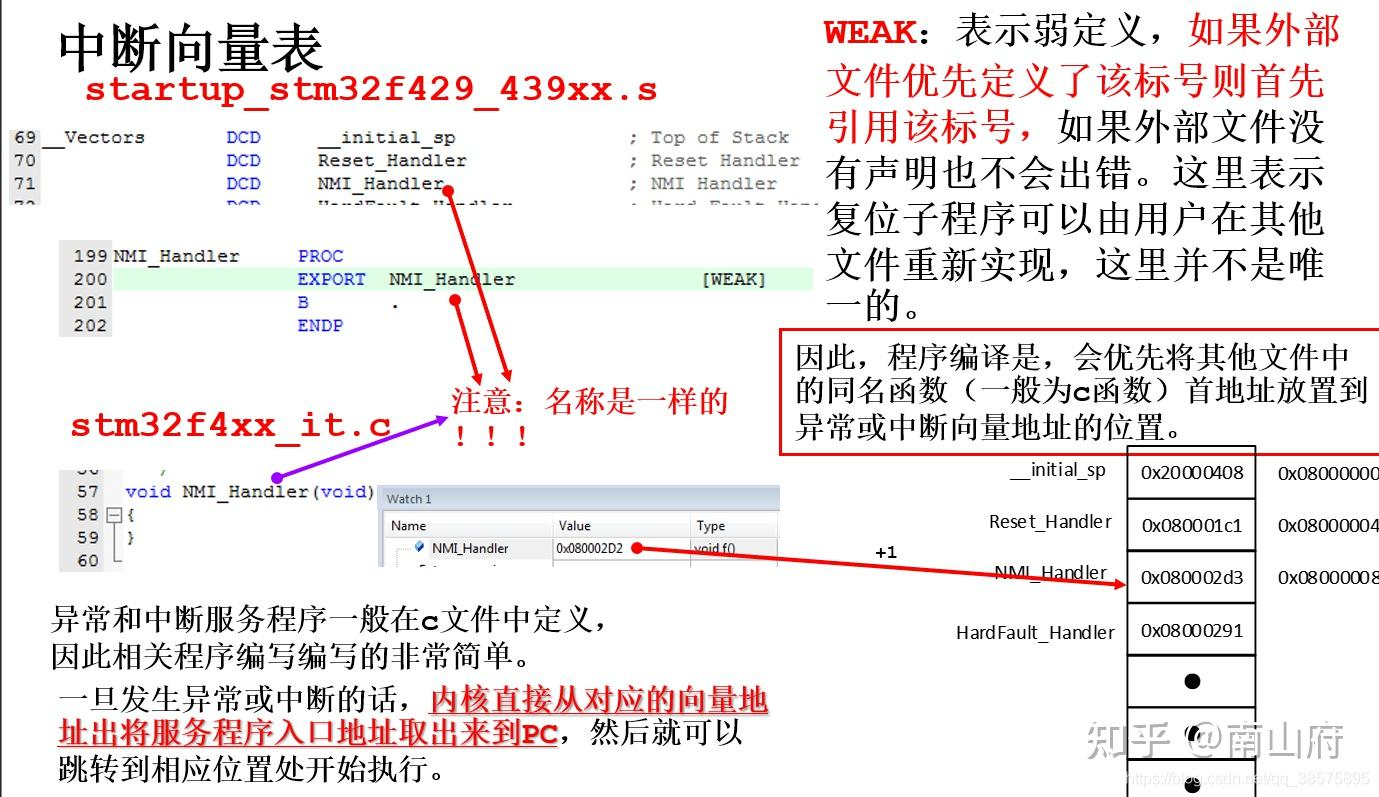 中断向量表
startup_stm32f429_439xx.s
69 __Vectors DCD __initial_sp ; Top of Stack
70 DCD Reset_Handler ; Reset Handler
71 DCD NMI_Handler ; NMI Handler
72 DCD HardFault_Handler ; Hard Fault Han
199 NMI_Handler PROC
200 EXPORT NMI_Handler [WEAK]
201 B .
202 ENDP
注意：名称是一样的
！！！
stm32f4xx_it.c
56
57 void NMI_Handler(void)
58 {
59 }
60
Watch 1
Name Value Type
NMI_Handler 0x080002D2 void f()
异常和中断服务程序一般在c文件中定义，
因此相关程序编写编写的非常简单。
一旦发生异常或中断的话，内核直接从对应的向量地
址出将服务程序入口地址取出来到PC，然后就可以
跳转到相应位置处开始执行。
WEAK：表示弱定义，如果外部
文件优先定义了该标号则首先
引用该标号，如果外部文件没
有声明也不会出错。这里表示
复位子程序可以由用户在其他
文件重新实现，这里并不是唯
一的。
因此，程序编译是，会优先将其他文件中
的同名函数（一般为c函数）首地址放置到
异常或中断向量地址的位置。
__initial_sp 0x20000408 0x08000000
Reset_Handler 0x080001c1 0x08000004
+1
NMI_Handler 0x080002d3 0x08000008
HardFault_Handler 0x08000291
知乎 @南山府
https://blog.csdn.net/qq_38575895